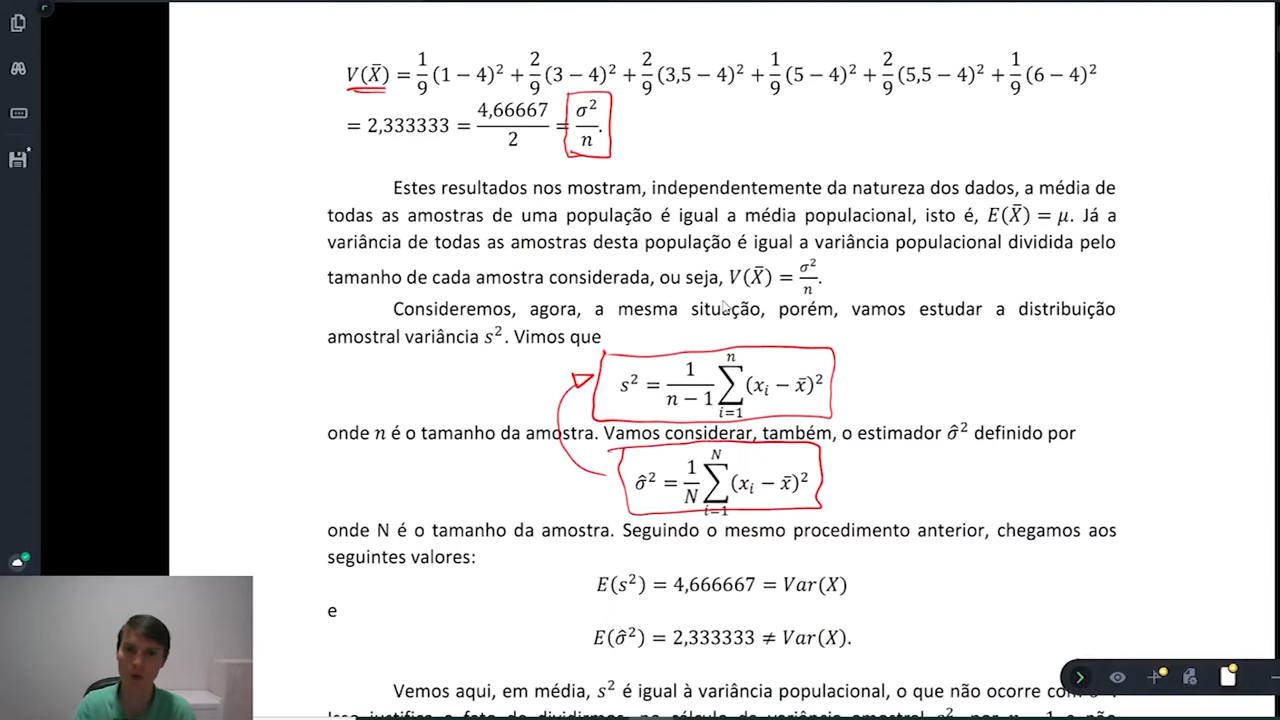 V(X̄) = 1/9 (1 − 4)² + 2/9 (3 − 4)² + 2/9 (3,5 − 4)² + 1/9 (5 − 4)² + 2/9 (5,5 − 4)² + 1/9 (6 − 4)²
= 2,333333 = 4,66667/2 = σ²/n.
Estes resultados nos mostram, independentemente da natureza dos dados, a média de
todas as amostras de uma população é igual a média populacional, isto é, E(X̄) = μ. Já a
variância de todas as amostras desta população é igual a variância populacional dividida pelo
tamanho de cada amostra considerada, ou seja, V(X̄) = σ²/n.
Consideremos, agora, a mesma situação, porém, vamos estudar a distribuição
amostral variância s². Vimos que
s² = 1/(n − 1) ∑_{i=1}^{n} (xᵢ − x̄)²
onde n é o tamanho da amostra. Vamos considerar, também, o estimador σ̂² definido por
σ̂² = 1/N ∑_{i=1}^{N} (xᵢ − x̄)²
onde N é o tamanho da amostra. Seguindo o mesmo procedimento anterior, chegamos aos
seguintes valores:
E(s²) = 4,666667 = Var(X)
e
E(σ̂²) = 2,333333 ≠ Var(X).
Vemos aqui, em média, s² é igual à variância populacional, o que não ocorre